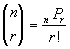 (n r) = nPr / r!